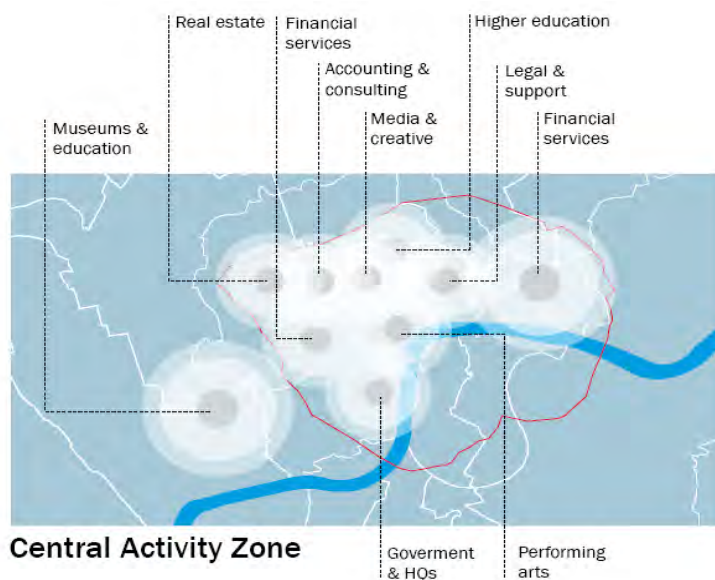 Real estate
Financial
services
Higher education
Accounting &
consulting
Legal &
support
Museums &
education
Media &
creative
Financial
services
Central Activity Zone
Goverment
& HQs
Performing
arts